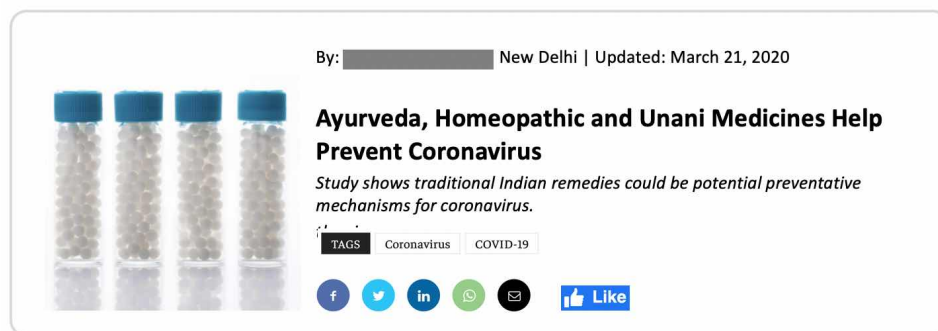 By: New Delhi | Updated: March 21, 2020
Ayurveda, Homeopathic and Unani Medicines Help
Prevent Coronavirus
Study shows traditional Indian remedies could be potential preventative
mechanisms for coronavirus.
TAGS Coronavirus COVID-19
f in Like